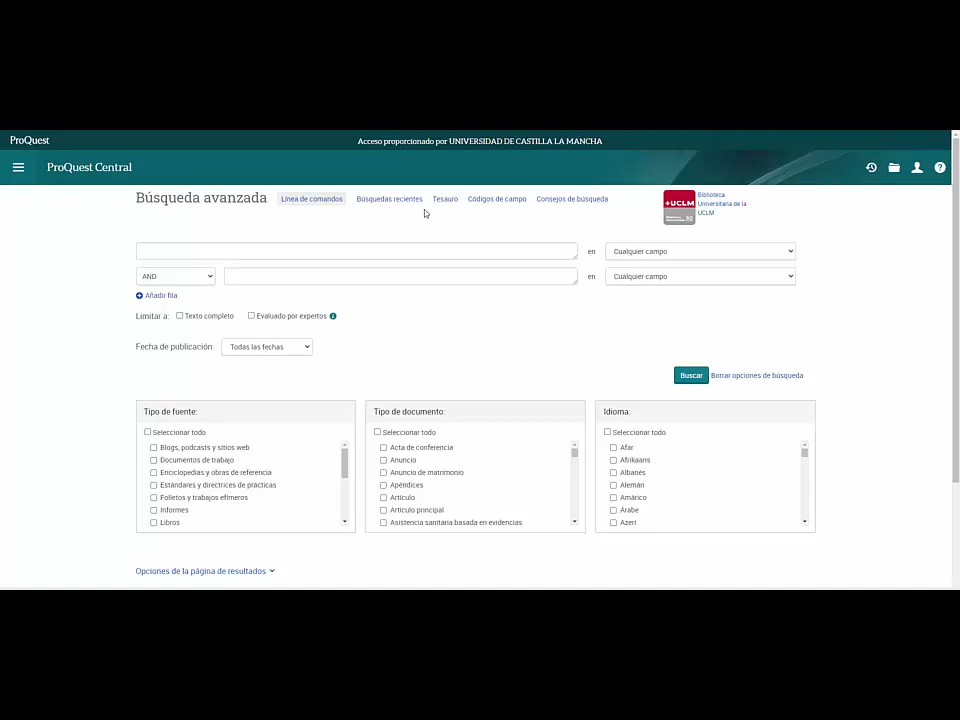 ProQuest
Acceso proporcionado por UNIVERSIDAD DE CASTILLA LA MANCHA
ProQuest Central
Búsqueda avanzada
Línea de comandos
Búsquedas recientes
Tesauro
Códigos de campo
Consejos de búsqueda
+UCLM
Biblioteca
Universitaria de la
UCLM
en
Cualquier campo
AND
en
Cualquier campo
Añadir fila
Limitar a:
Texto completo
Evaluado por expertos
Fecha de publicación:
Todas las fechas
Buscar
Borrar opciones de búsqueda
Tipo de fuente:
Seleccionar todo
Blogs, podcasts y sitios web
Documentos de trabajo
Enciclopedias y obras de referencia
Estándares y directrices de prácticas
Folletos y trabajos efímeros
Informes
Libros
Tipo de documento:
Seleccionar todo
Acta de conferencia
Anuncio
Anuncio de matrimonio
Apéndices
Artículo
Artículo principal
Asistencia sanitaria basada en evidencias
Idioma:
Seleccionar todo
Afar
Afrikaans
Albanés
Alemán
Amárico
Árabe
Azerí
Opciones de la página de resultados